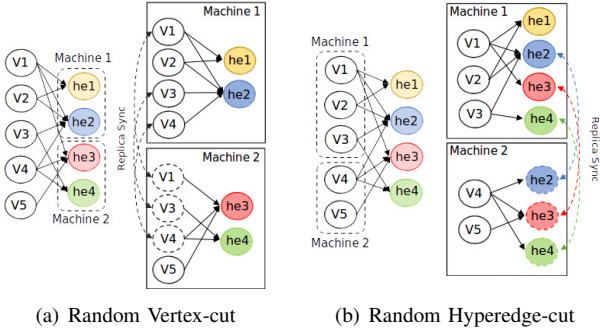 V1
V2
V3
V4
V5
Machine 1
he1
he2
he3
he4
Machine 2
Replica Sync
Machine 1
V1
V2
V3
V4
he1
he2
Machine 2
V1
V3
V4
V5
he3
he4
(a) Random Vertex-cut
Machine 1
V1
V2
V3
V4
V5
Machine 2
he1
he2
he3
he4
Machine 1
V1
V2
V3
he1
he2
he3
he4
Machine 2
V4
V5
he2
he3
he4
Replica Sync
(b) Random Hyperedge-cut